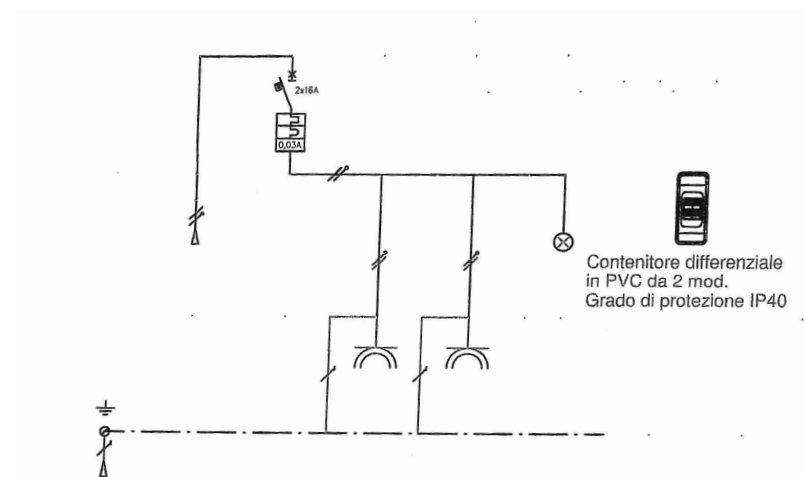 2x16A
0,03A
Contenitore differenziale
in PVC da 2 mod.
Grado di protezione IP40